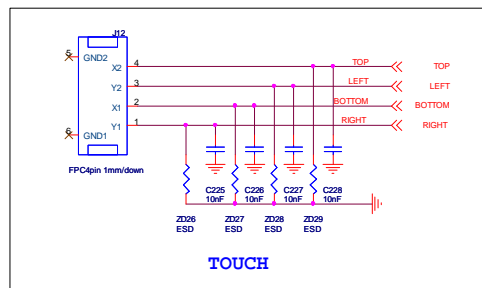 J12
5
GND2
X2
4
TOP
TOP
Y2
3
LEFT
LEFT
X1
2
BOTTOM
BOTTOM
6
GND1
Y1
1
RIGHT
RIGHT
FPC4pin 1mm/down
C225
10nF
C226
10nF
C227
10nF
C228
10nF
ZD26
ESD
ZD27
ESD
ZD28
ESD
ZD29
ESD
TOUCH